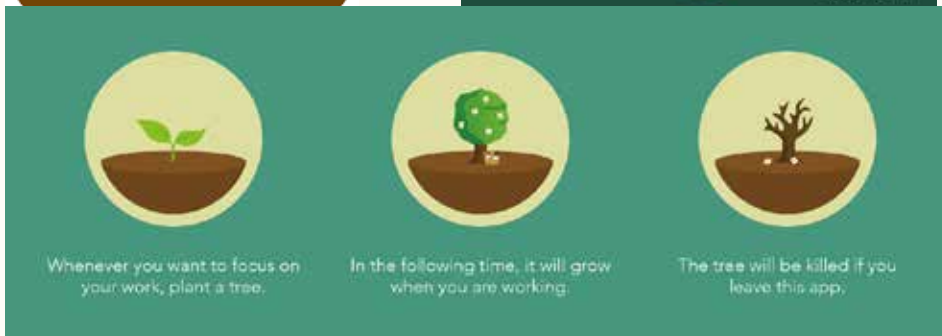 Whenever you want to focus on
your work, plant a tree.
In the following time, it will grow
when you are working.
The tree will be killed if you
leave this app.